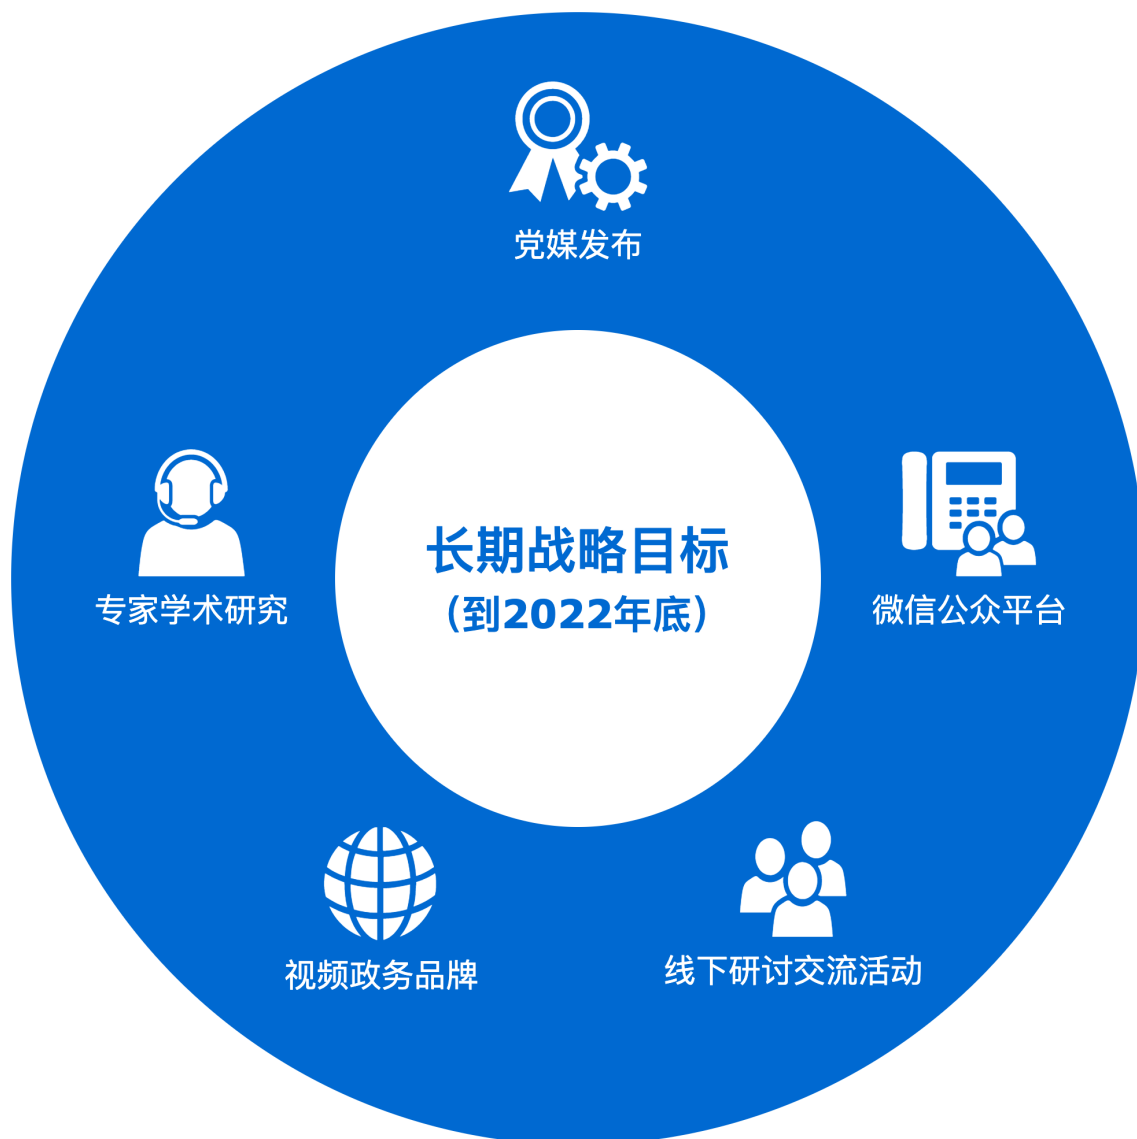 党媒发布
长期战略目标
（到2022年底）
专家学术研究
微信公众平台
视频政务品牌
线下研讨交流活动